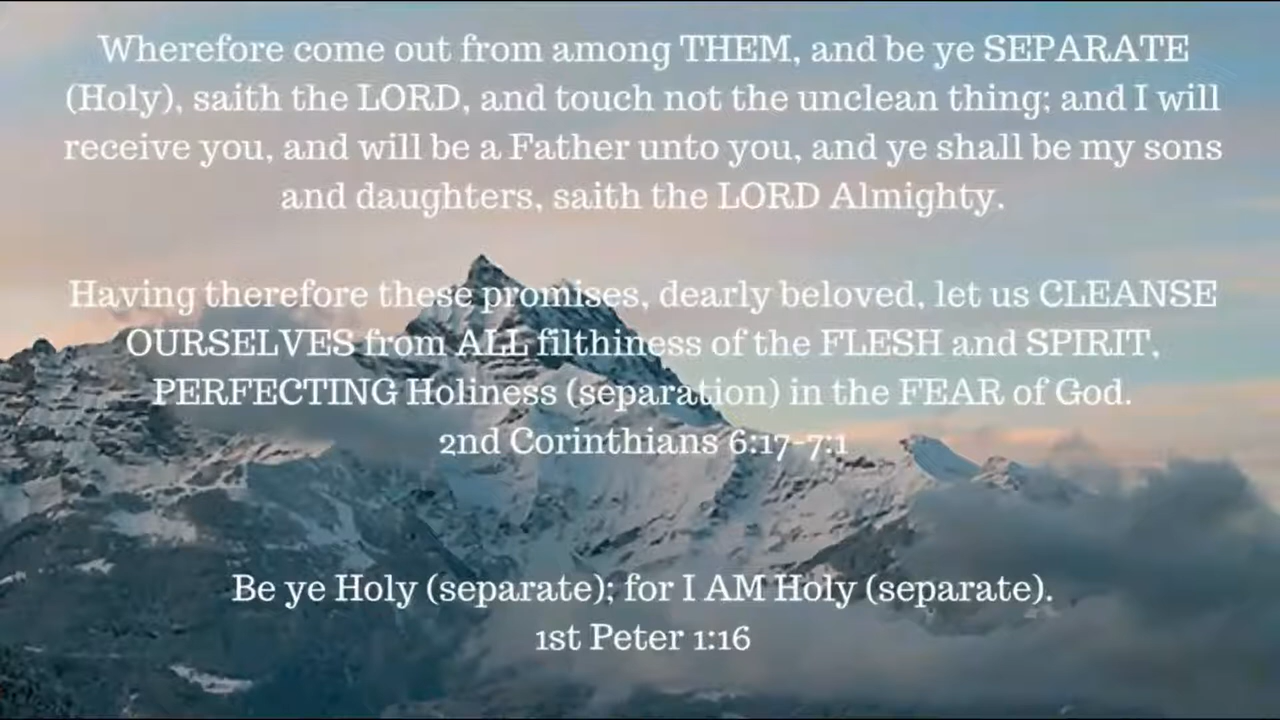 Wherefore come out from among THEM, and be ye SEPARATE
(Holy), saith the LORD, and touch not the unclean thing; and I will
receive you, and will be a Father unto you, and ye shall be my sons
and daughters, saith the LORD Almighty.
Having therefore these promises, dearly beloved, let us CLEANSE
OURSELVES from ALL filthiness of the FLESH and SPIRIT,
PERFECTING Holiness (separation) in the FEAR of God.
2nd Corinthians 6:17-7:1
Be ye Holy (separate); for I AM Holy (separate).
1st Peter 1:16